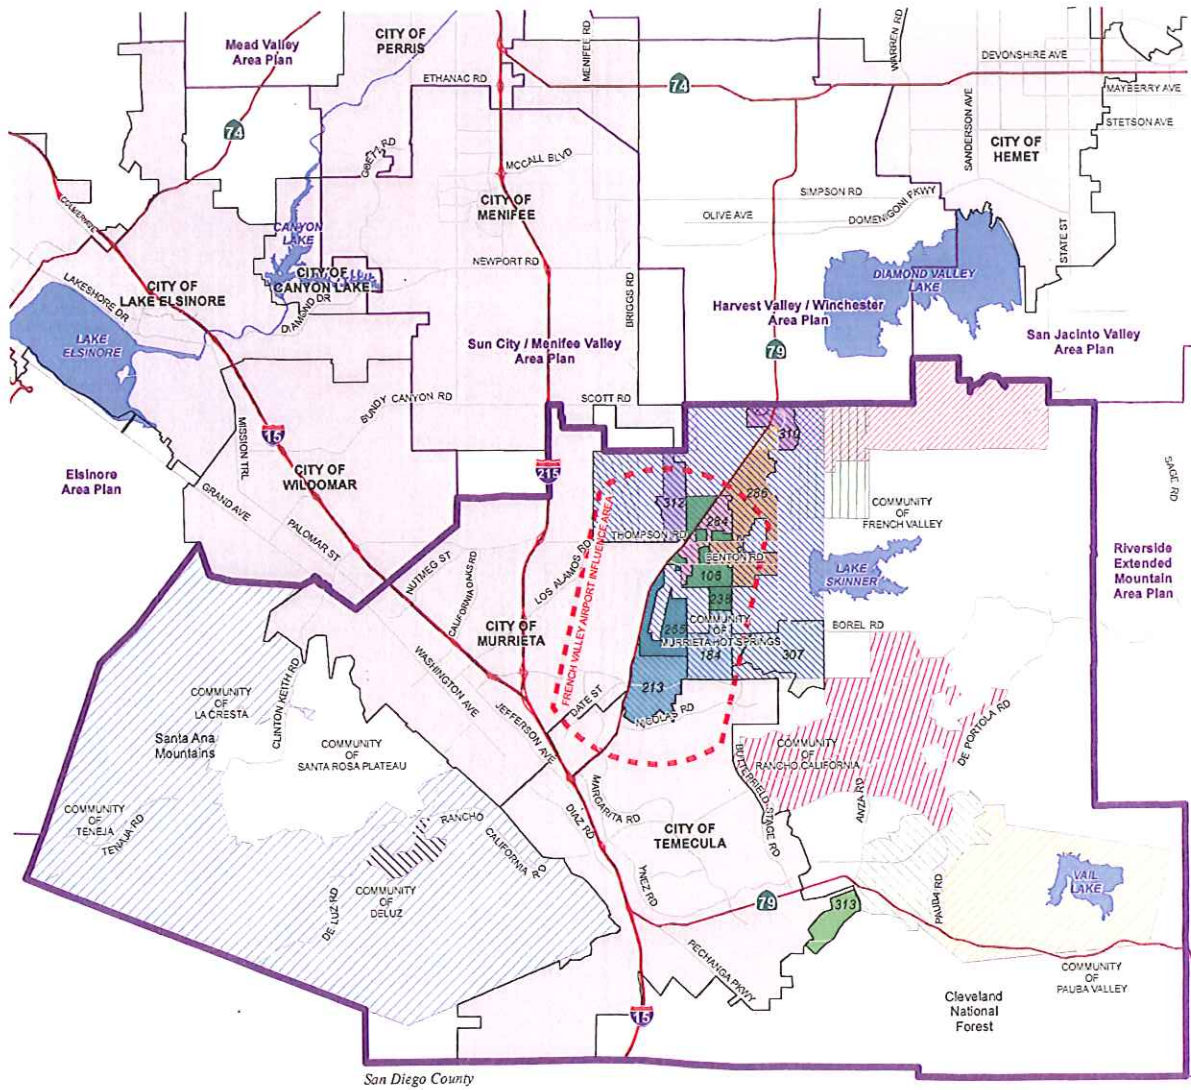 CITY OF
PERRIS
Mead Valley
Area Plan
ETHANAC RD
MENIFEE RD
WARREN RD
DEVONSHIRE AVE
74
74
MAYBERRY AVE
STETSON AVE
SANDERSON AVE
CITY OF
HEMET
GOETZ RD
MCCALL BLVD
CITY OF
MENIFEE
SIMPSON RD
DOMENIGONI PKWY
OLIVE AVE
STATE ST
CANYON
LAKE
CITY OF
CANYON LAKE
NEWPORT RD
LAKESHORE DR
CITY OF
LAKE ELSINORE
DIAMOND DR
BRIGGS RD
DIAMOND VALLEY
LAKE
Harvest Valley / Winchester
Area Plan
San Jacinto Valley
Area Plan
LAKE
ELSINORE
Sun City / Menifee Valley
Area Plan
79
BUNDY CANYON RD
SCOTT RD
MISSION TRL
15
310
Elsinore
Area Plan
CITY OF
WILDOMAR
215
SAGE RD
GRAND AVE
PALOMAR ST
312
286
284
COMMUNITY
OF
FRENCH VALLEY
THOMPSON RD
FRENCH VALLEY AIRPORT INFLUENCE AREA
BENTON RD
NUTMEG ST
CALIFORNIA OAKS RD
LOS ALAMOS RD
106
238
LAKE
SKINNER
Riverside
Extended
Mountain
Area Plan
CITY OF
MURRIETA
265
COMMUNITY
OF
MURRIETA HOT SPRINGS
BOREL RD
184
307
213
WASHINGTON AVE
CLINTON KEITH RD
COMMUNITY
OF
LA CRESTA
Santa Ana
Mountains
COMMUNITY
OF
SANTA ROSA PLATEAU
JEFFERSON AVE
DATE ST
NICOLAS RD
COMMUNITY
OF
RANCHO CALIFORNIA
DE PORTOLA RD
BUTTERFIELD STAGE RD
ANZA RD
COMMUNITY
OF
TENEJA
TENAJA RD
RANCHO
CALIFORNIA RD
DIAZ RD
MARGARITA RD
CITY OF
TEMECULA
YNEZ RD
79
313
PAUBA RD
VAIL
LAKE
COMMUNITY
OF
DELUZ
DE LUZ RD
PECHANGA PKWY
COMMUNITY
OF
PAUBA VALLEY
Cleveland
National
Forest
15
San Diego County